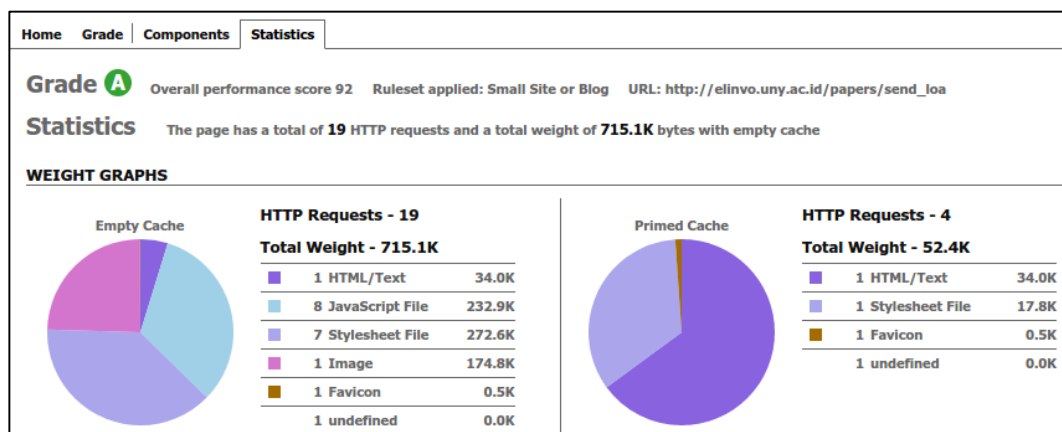 Home Grade Components Statistics
Grade A Overall performance score 92 Ruleset applied: Small Site or Blog URL: http://elinvo.uny.ac.id/papers/send_loa
Statistics The page has a total of 19 HTTP requests and a total weight of 715.1K bytes with empty cache
WEIGHT GRAPHS
Empty Cache
HTTP Requests - 19
Total Weight - 715.1K
1 HTML/Text 34.0K
8 JavaScript File 232.9K
7 Stylesheet File 272.6K
1 Image 174.8K
1 Favicon 0.5K
1 undefined 0.0K
Primed Cache
HTTP Requests - 4
Total Weight - 52.4K
1 HTML/Text 34.0K
1 Stylesheet File 17.8K
1 Favicon 0.5K
1 undefined 0.0K